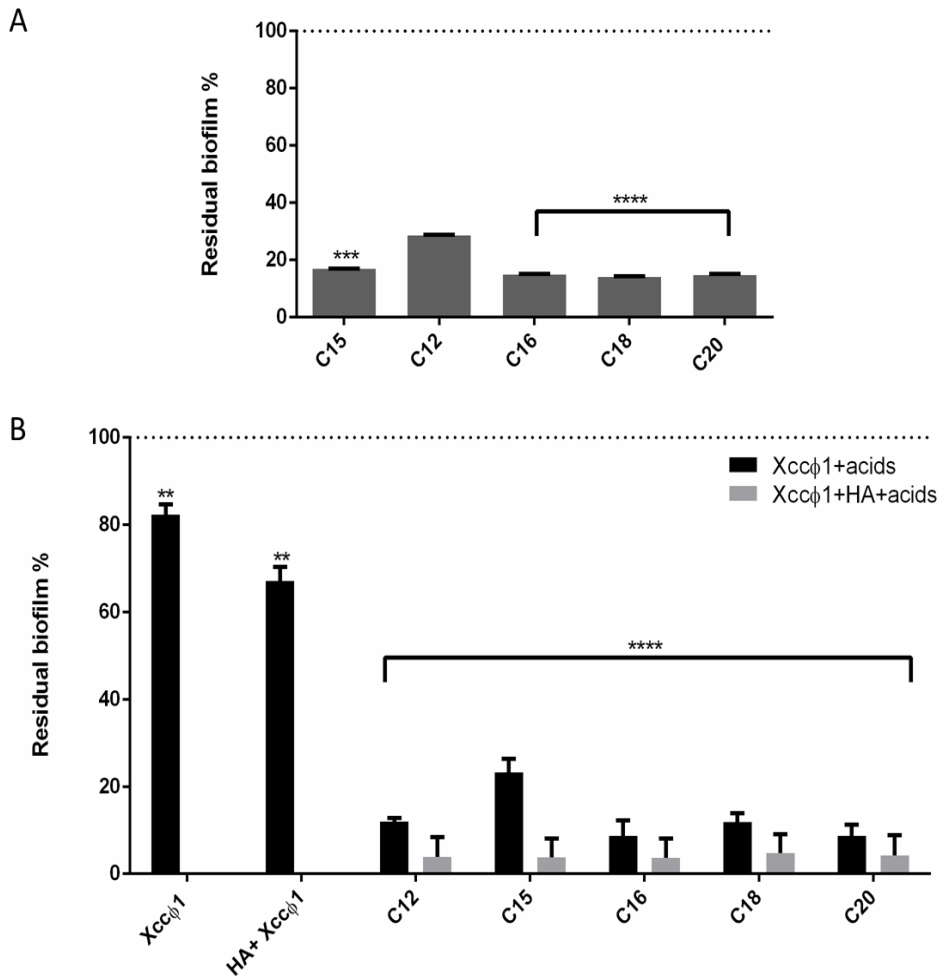 A
Residual biofilm %
100
80
60
40
20
0
***
****
C15
C12
C16
C18
C20
B
Residual biofilm %
100
80
60
40
20
0
Xccϕ1+acids
Xccϕ1+HA+acids
**
**
****
Xccϕ1
HA+ Xccϕ1
C12
C15
C16
C18
C20